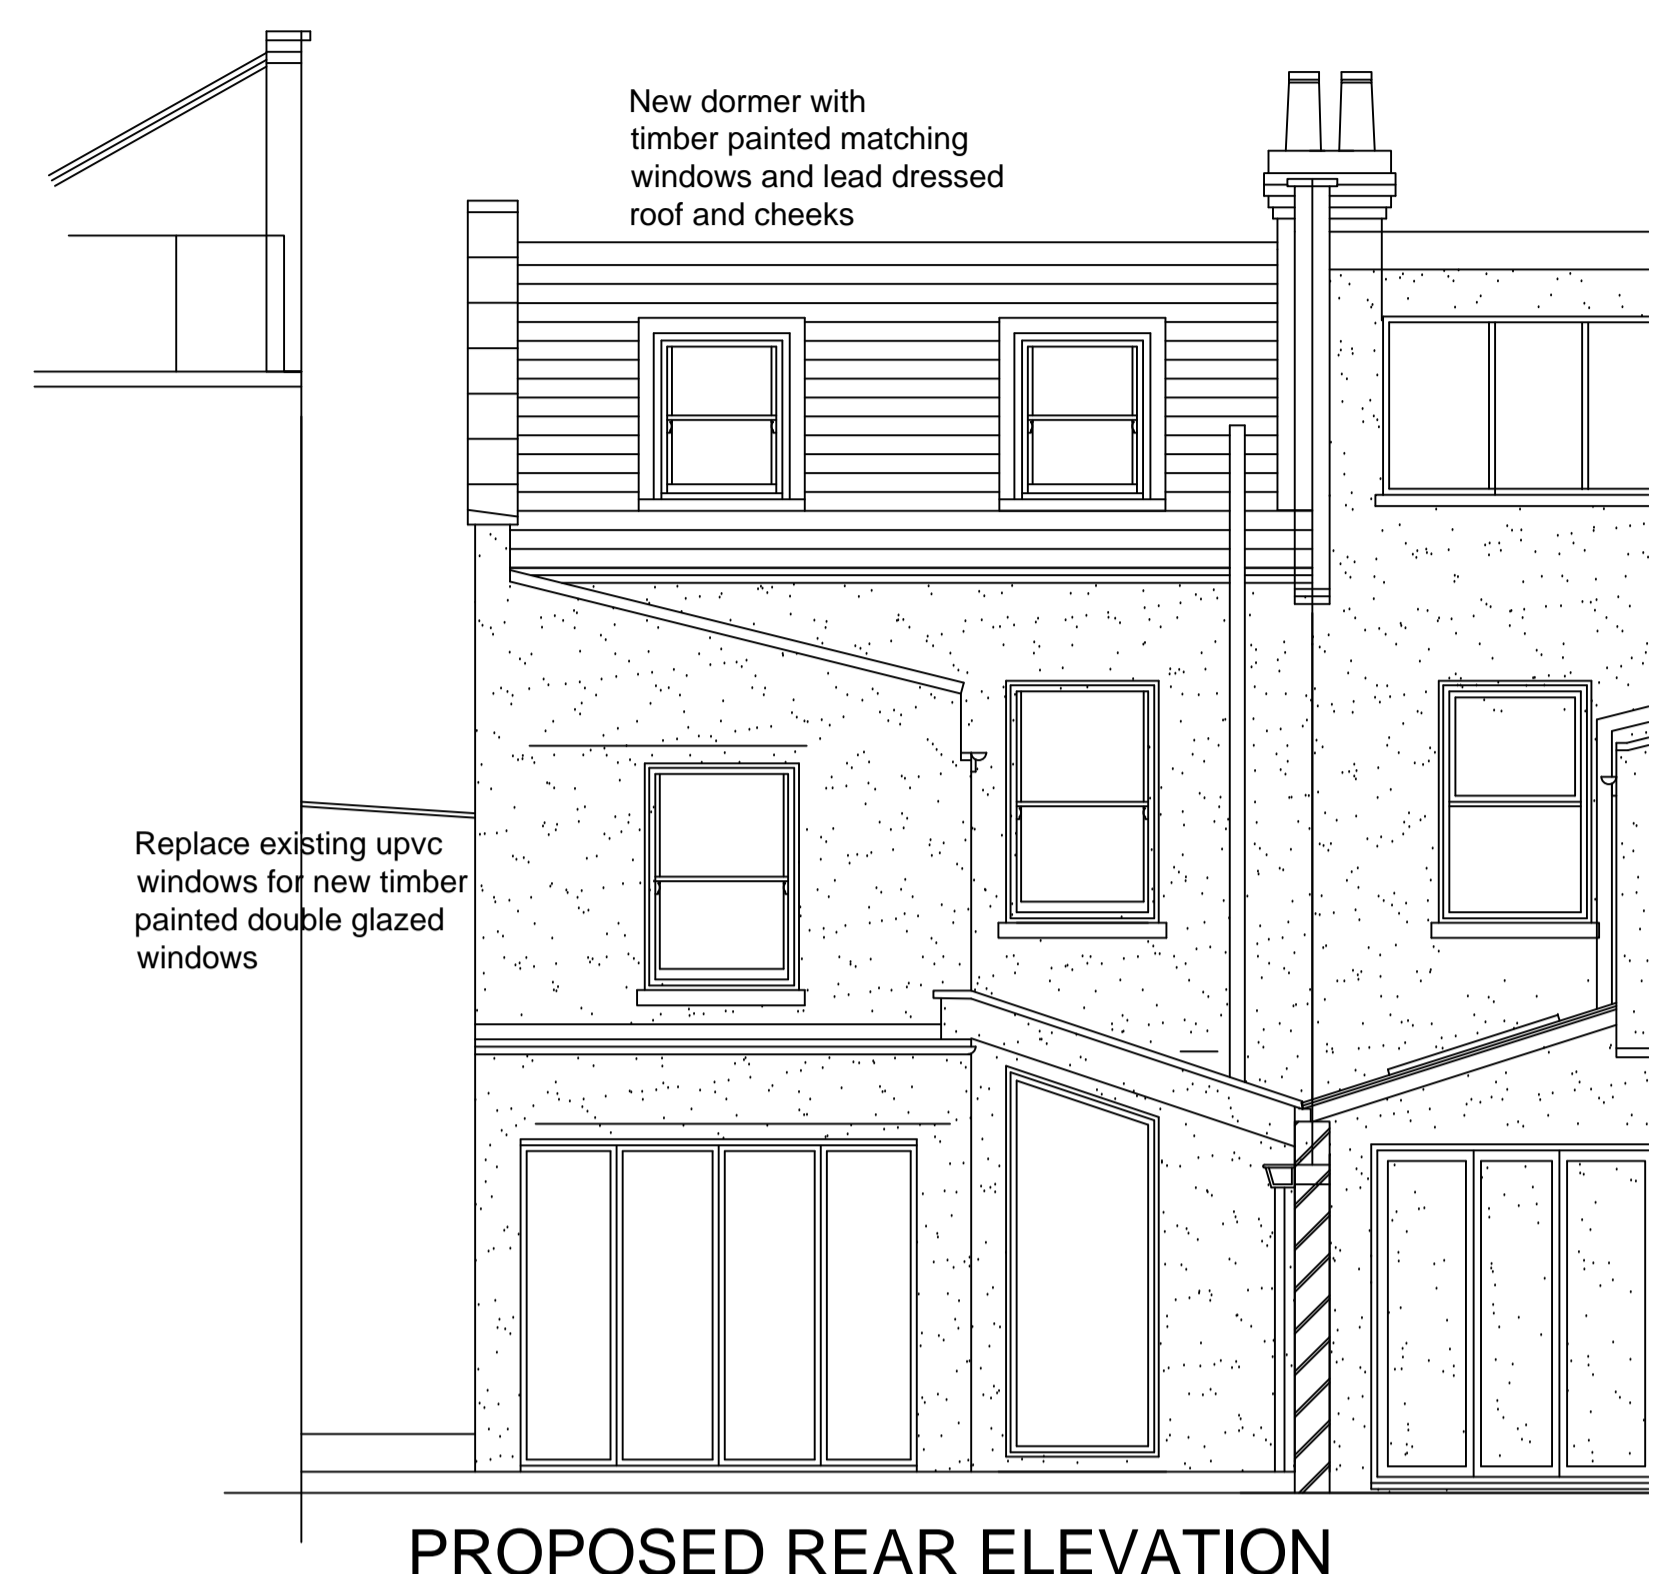 New dormer with
timber painted matching
windows and lead dressed
roof and cheeks
Replace existing upvc
windows for new timber
painted double glazed
windows
PROPOSED REAR ELEVATION